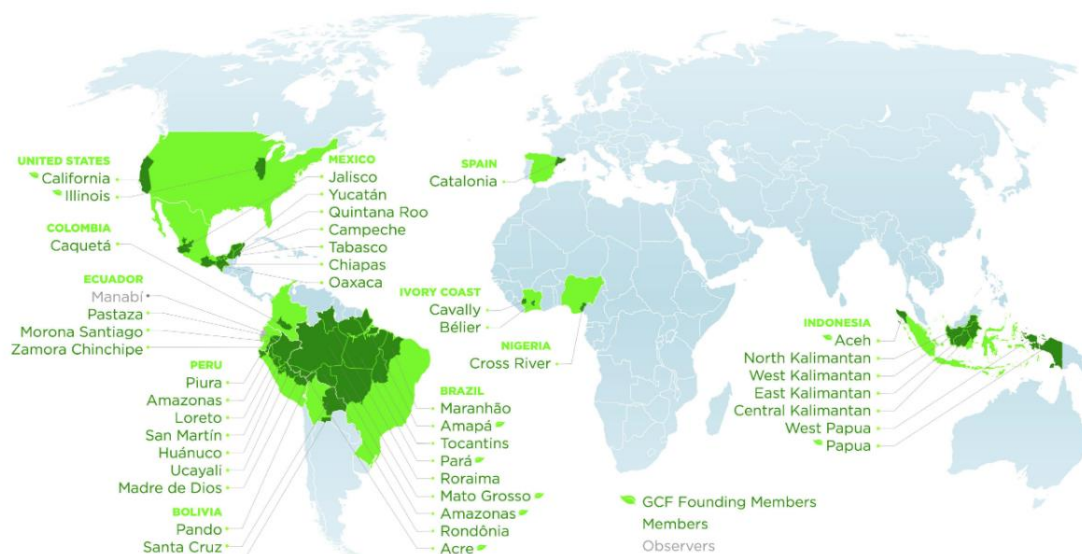 UNITED STATES
California
Illinois
COLOMBIA
Caquetá
ECUADOR
Manabí
Pastaza
Morona Santiago
Zamora Chinchipe
PERU
Piura
Amazonas
Loreto
San Martín
Huánuco
Ucayali
Madre de Dios
BOLIVIA
Pando
Santa Cruz
MEXICO
Jalisco
Yucatán
Quintana Roo
Campeche
Tabasco
Chiapas
Oaxaca
BRAZIL
Maranhão
Amapá
Tocantins
Pará
Roraima
Mato Grosso
Amazonas
Rondônia
Acre
SPAIN
Catalonia
IVORY COAST
Cavally
Bélier
NIGERIA
Cross River
INDONESIA
Aceh
North Kalimantan
West Kalimantan
East Kalimantan
Central Kalimantan
West Papua
Papua
GCF Founding Members
Members
Observers